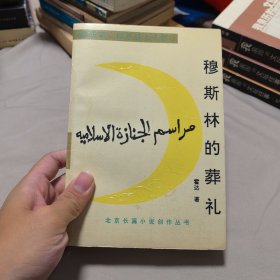 穆斯林的葬礼
مراسم الجنازة الاسلاميه
霍达 著
北京长篇小说创作丛书